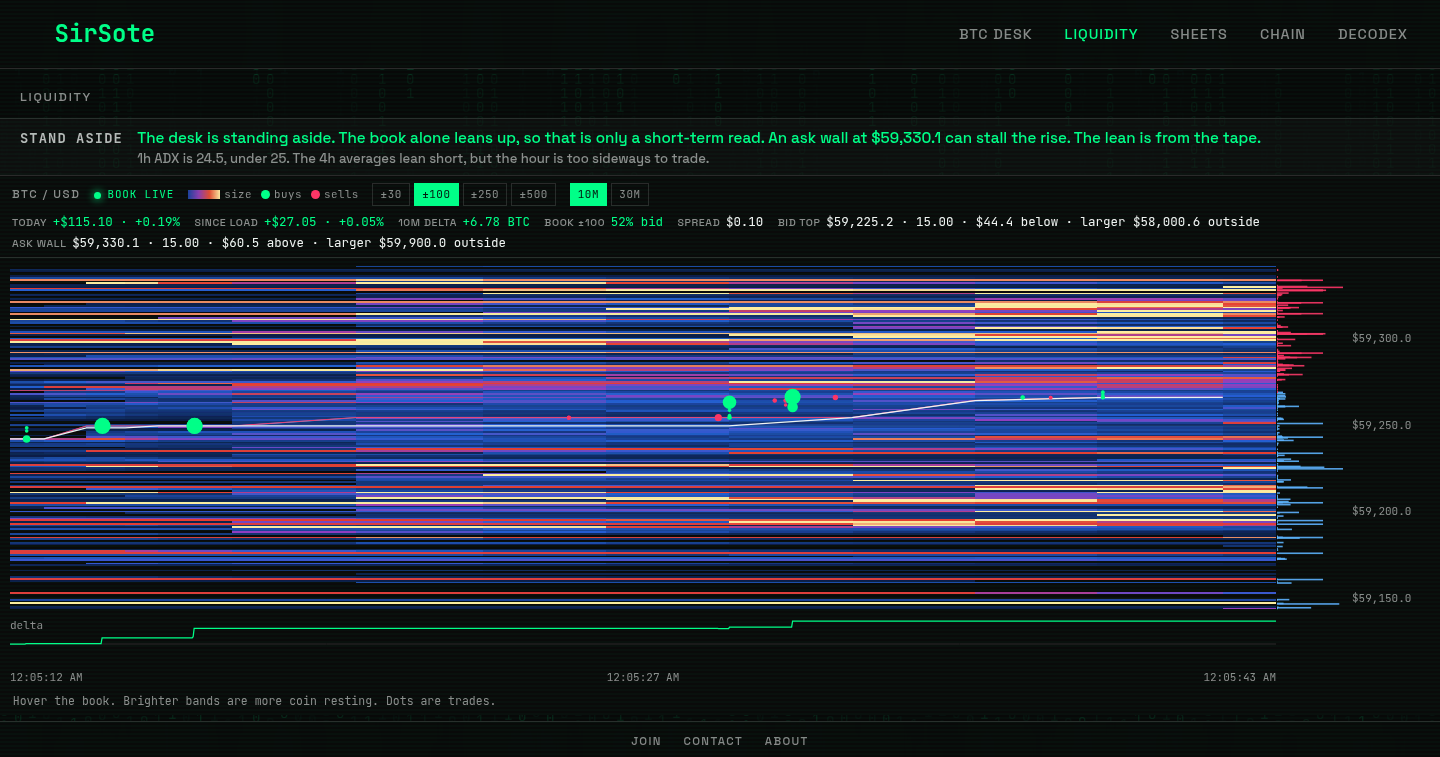 SirSote
BTC DESK LIQUIDITY SHEETS CHAIN DECODEX
LIQUIDITY
STAND ASIDE The desk is standing aside. The book alone leans up, so that is only a short-term read. An ask wall at $59,330.1 can stall the rise. The lean is from the tape.
1h ADX is 24.5, under 25. The 4h averages lean short, but the hour is too sideways to trade.
BTC / USD BOOK LIVE size buys sells ±30 ±100 ±250 ±500 10M 30M
TODAY +$115.10 · +0.19% SINCE LOAD +$27.05 · +0.05% 10M DELTA +6.78 BTC BOOK ±100 52% bid SPREAD $0.10 BID TOP $59,225.2 · 15.00 · $44.4 below · larger $58,000.6 outside
ASK WALL $59,330.1 · 15.00 · $60.5 above · larger $59,900.0 outside
$59,300.0
$59,250.0
$59,200.0
$59,150.0
delta
12:05:12 AM 12:05:27 AM 12:05:43 AM
Hover the book. Brighter bands are more coin resting. Dots are trades.
JOIN CONTACT ABOUT